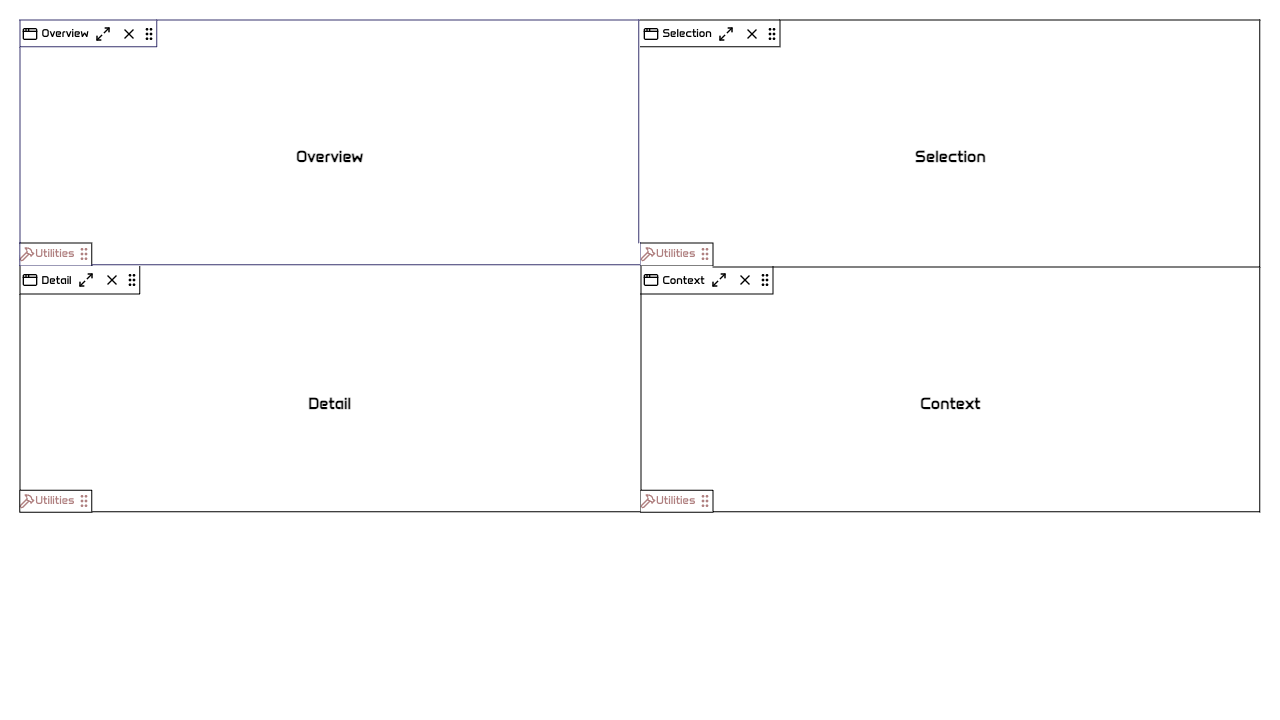 Overview
Selection
Overview
Selection
Utilities
Utilities
Detail
Context
Detail
Context
Utilities
Utilities